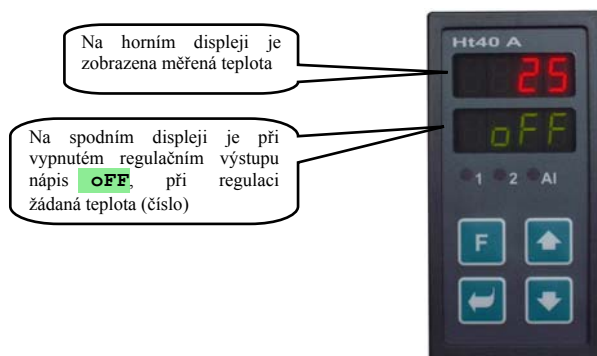 Na horním displeji je
zobrazena měřená teplota
Na spodním displeji je při
vypnutém regulačním výstupu
nápis oFF, při regulaci
žádaná teplota (číslo)
Ht40 A
25
oFF
1 2 Al
F